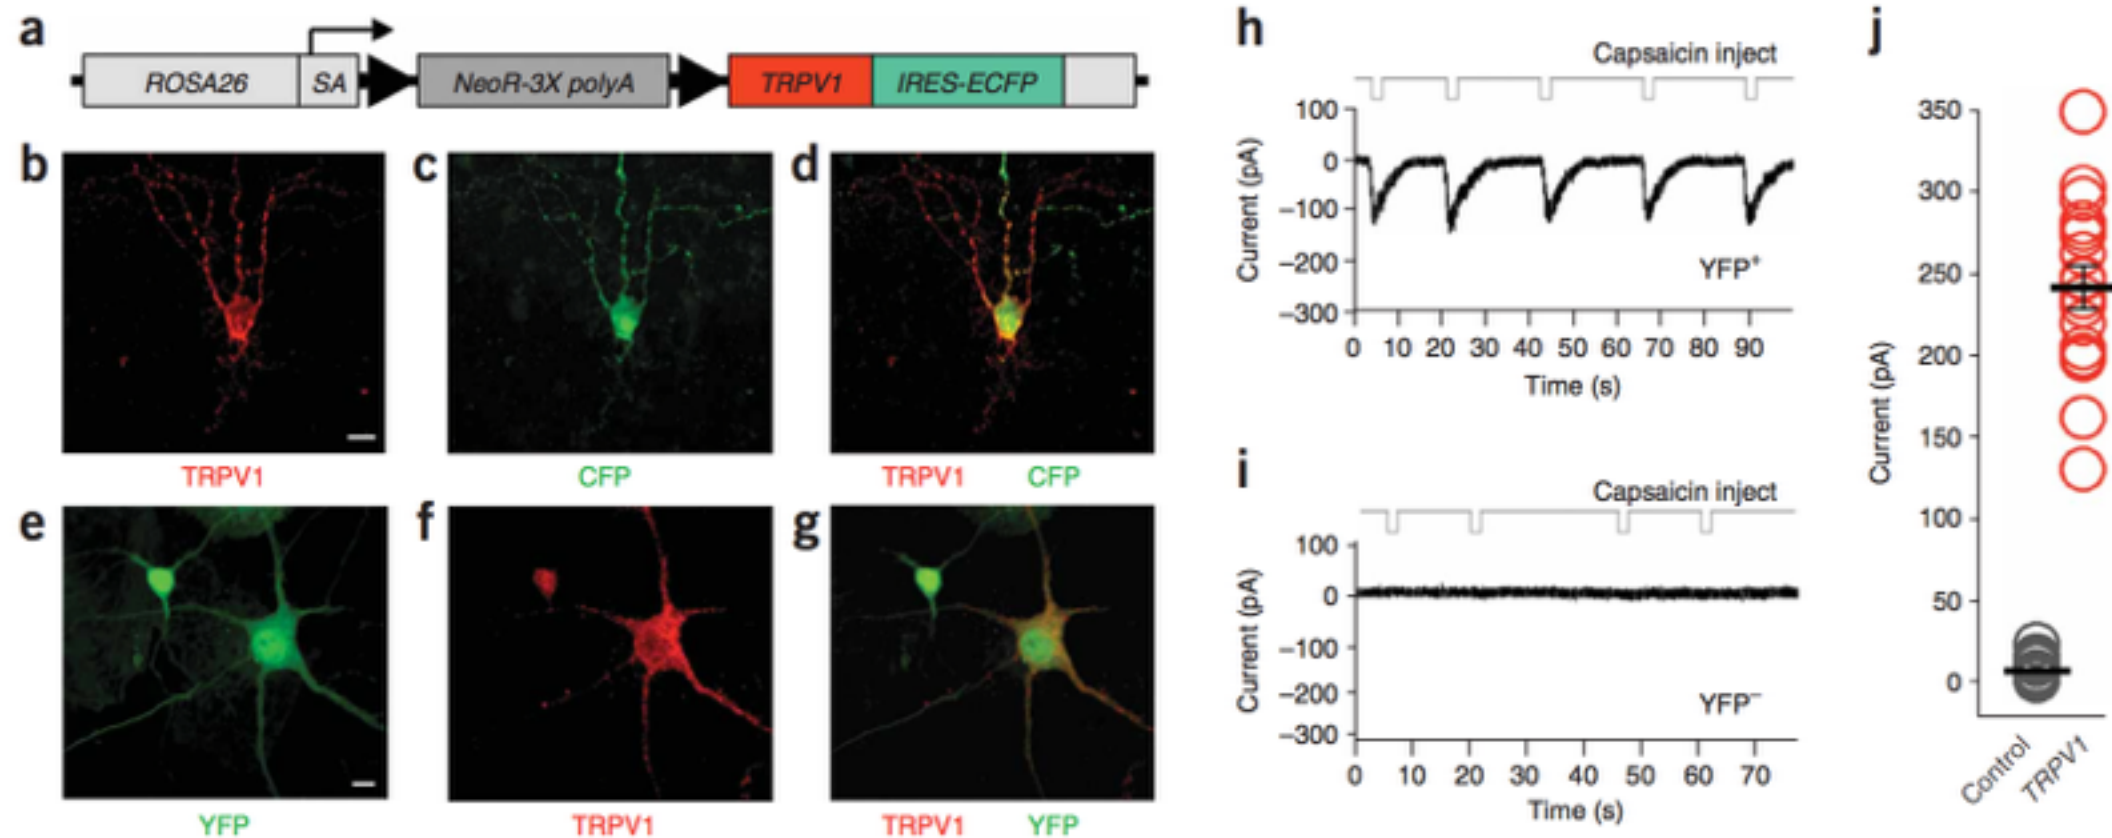 a
ROSA26 SA NeoR-3X polyA TRPV1 IRES-ECFP
b c d
TRPV1 CFP TRPV1 CFP
e f g
YFP TRPV1 TRPV1 YFP
h
Capsaicin inject
100
0
–100
–200
–300
Current (pA)
YFP+
0 10 20 30 40 50 60 70 80 90
Time (s)
i
Capsaicin inject
100
0
–100
–200
–300
Current (pA)
YFP–
0 10 20 30 40 50 60 70
Time (s)
j
350
300
250
200
150
100
50
0
Current (pA)
Control
TRPV1